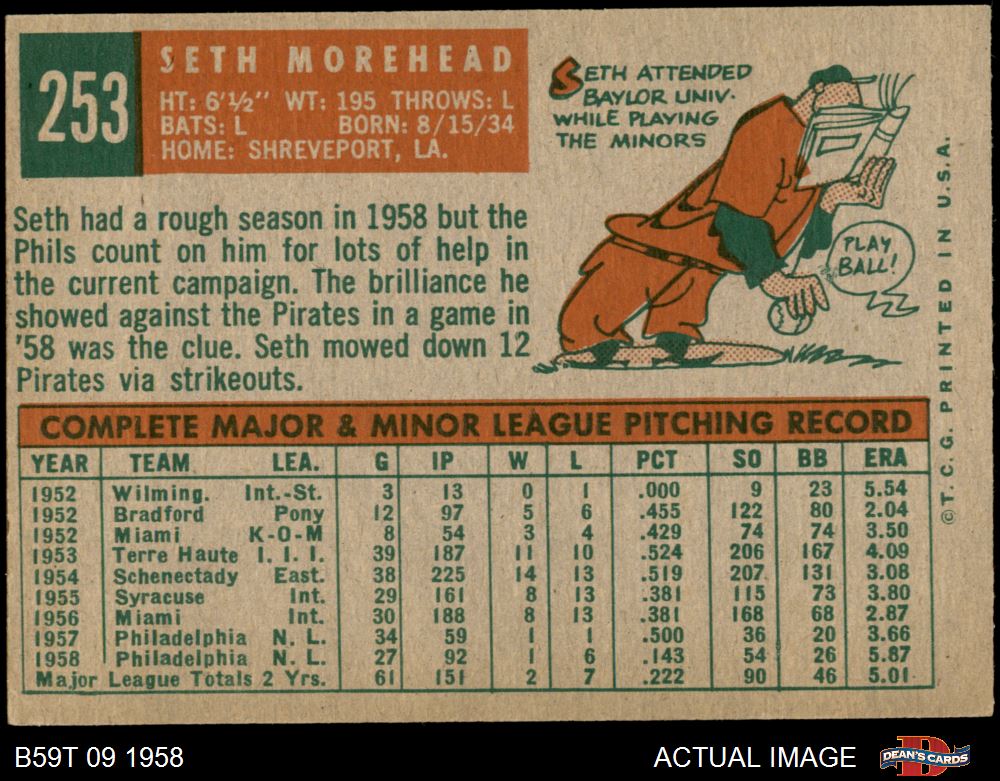 253
SETH MOREHEAD
HT: 6'½" WT: 195 THROWS: L
BATS: L BORN: 8/15/34
HOME: SHREVEPORT, LA.
SETH ATTENDED
BAYLOR UNIV.
WHILE PLAYING
THE MINORS
PLAY
BALL!
Seth had a rough season in 1958 but the
Phils count on him for lots of help in
the current campaign. The brilliance he
showed against the Pirates in a game in
'58 was the clue. Seth mowed down 12
Pirates via strikeouts.
COMPLETE MAJOR & MINOR LEAGUE PITCHING RECORD
YEAR TEAM LEA. G IP W L PCT SO BB ERA
1952 Wilming. Int.-St. 3 13 0 1 .000 9 23 5.54
1952 Bradford Pony 12 97 5 6 .455 122 80 2.04
1952 Miami K-O-M 8 54 3 4 .429 74 74 3.50
1953 Terre Haute I. I. I. 39 187 11 10 .524 206 167 4.09
1954 Schenectady East. 38 225 14 13 .519 207 131 3.08
1955 Syracuse Int. 29 161 8 13 .381 115 73 3.80
1956 Miami Int. 30 188 8 13 .381 168 68 2.87
1957 Philadelphia N. L. 34 59 1 1 .500 36 20 3.66
1958 Philadelphia N. L. 27 92 1 6 .143 54 26 5.87
Major League Totals 2 Yrs. 61 151 2 7 .222 90 46 5.01
© T. C. G. PRINTED IN U. S. A.
B59T 09 1958
ACTUAL IMAGE
DEAN'S CARDS